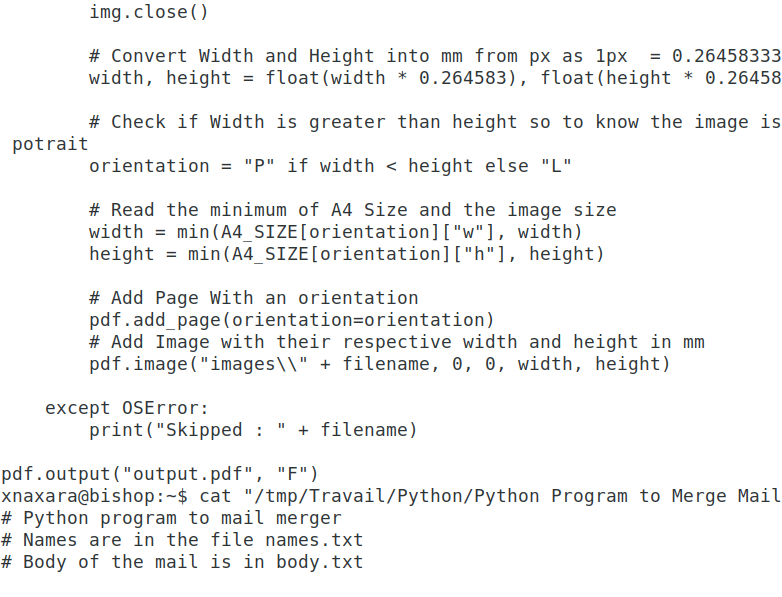 img.close()
# Convert Width and Height into mm from px as 1px  = 0.26458333
width, height = float(width * 0.264583), float(height * 0.26458
# Check if Width is greater than height so to know the image is
potrait
orientation = "P" if width < height else "L"
# Read the minimum of A4 Size and the image size
width = min(A4_SIZE[orientation]["w"], width)
height = min(A4_SIZE[orientation]["h"], height)
# Add Page With an orientation
pdf.add_page(orientation=orientation)
# Add Image with their respective width and height in mm
pdf.image("images\\" + filename, 0, 0, width, height)
except OSError:
print("Skipped : " + filename)
pdf.output("output.pdf", "F")
xnaxara@bishop:~$ cat "/tmp/Travail/Python/Python Program to Merge Mail
# Python program to mail merger
# Names are in the file names.txt
# Body of the mail is in body.txt